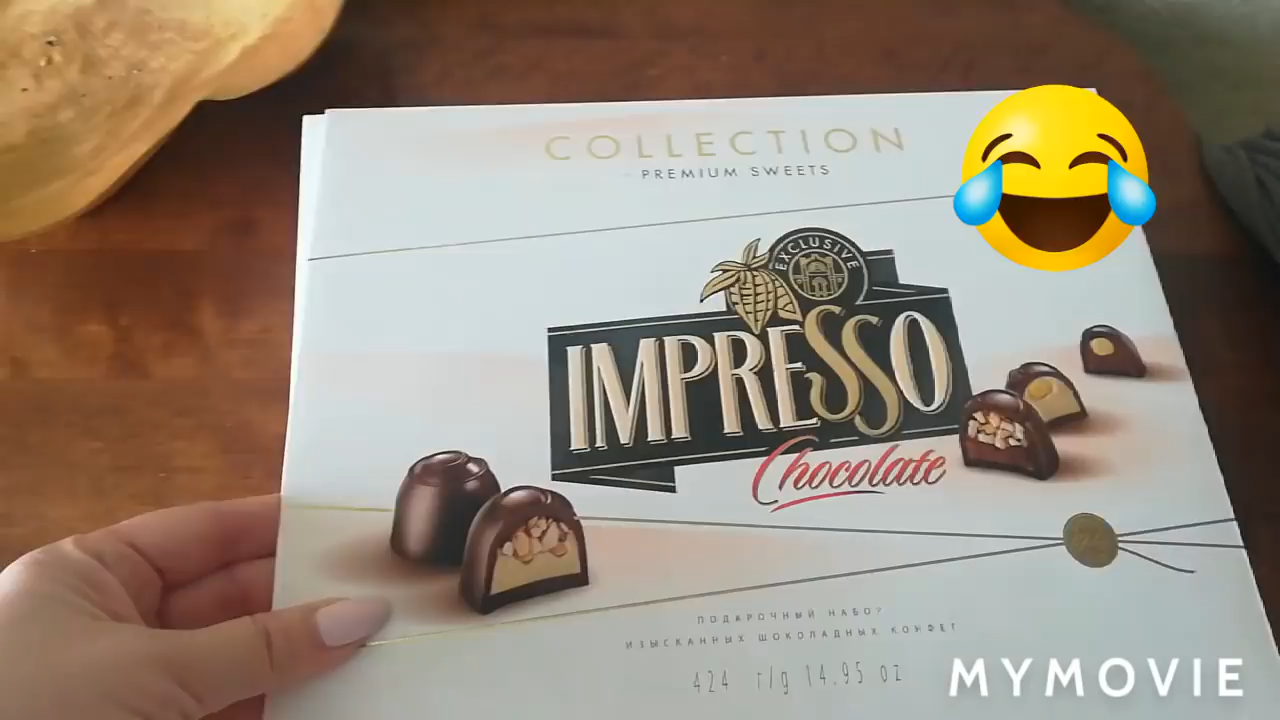 COLLECTION
PREMIUM SWEETS
EXCLUSIVE
IMPRESSO
Chocolate
ПОДАРОЧНЫЙ НАБОР
ИЗЫСКАННЫХ ШОКОЛАДНЫХ КОНФЕТ
424 г/g 14.95 oz
MYMOVIE